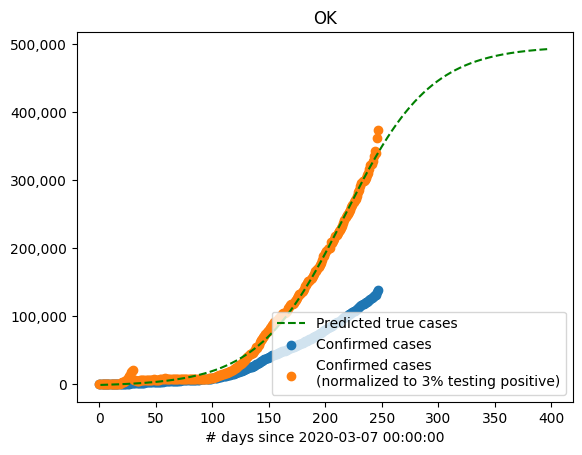 OK
500,000
400,000
300,000
200,000
100,000
0
Predicted true cases
Confirmed cases
Confirmed cases
(normalized to 3% testing positive)
0 50 100 150 200 250 300 350 400
# days since 2020-03-07 00:00:00